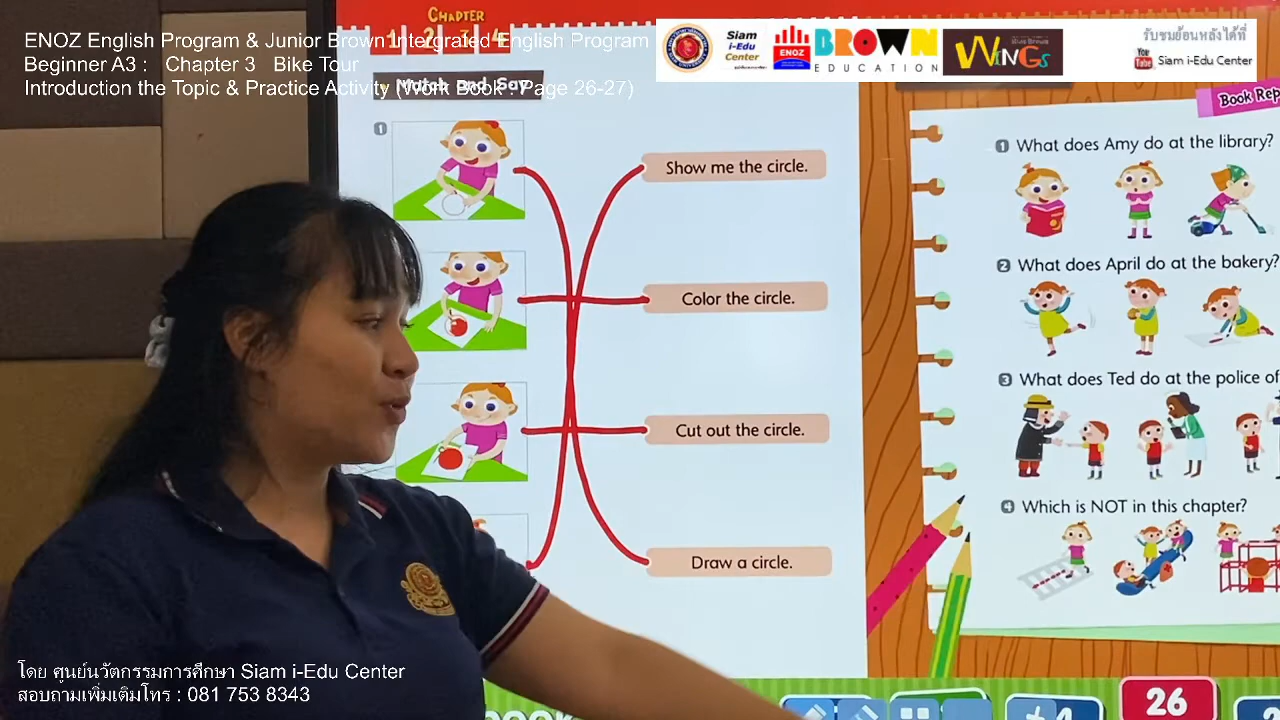 CHAPTER
ENOZ English Program & Junior Brown Intergrated English Program
Beginner A3 : Chapter 3 Bike Tour
Introduction the Topic & Practice Activity (Work Book : Page 26-27)
Match and Say
Siam
i-Edu
Center
ENOZ
BROWN
EDUCATION
WINGS
รับชมย้อนหลังได้ที่
You
Tube
Siam i-Edu Center
1
Show me the circle.
Color the circle.
Cut out the circle.
Draw a circle.
Book Rep
1 What does Amy do at the library?
2 What does April do at the bakery?
3 What does Ted do at the police of
4 Which is NOT in this chapter?
โดย ศูนย์นวัตกรรมการศึกษา Siam i-Edu Center
สอบถามเพิ่มเติมโทร : 081 753 8343
26